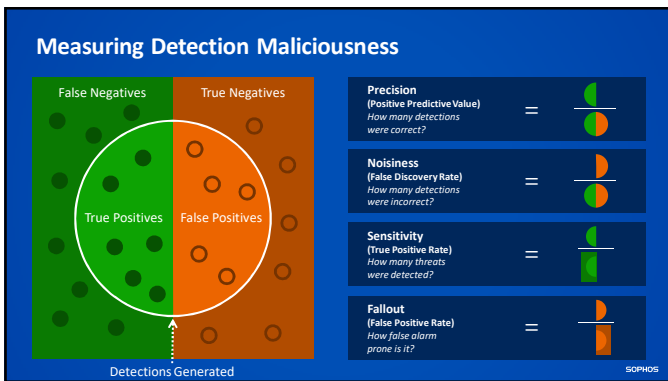 Measuring Detection Maliciousness
False Negatives
True Negatives
True Positives
False Positives
Detections Generated
Precision
(Positive Predictive Value)
How many detections
were correct?
=
Noisiness
(False Discovery Rate)
How many detections
were incorrect?
=
Sensitivity
(True Positive Rate)
How many threats
were detected?
=
Fallout
(False Positive Rate)
How false alarm
prone is it?
=
SOPHOS